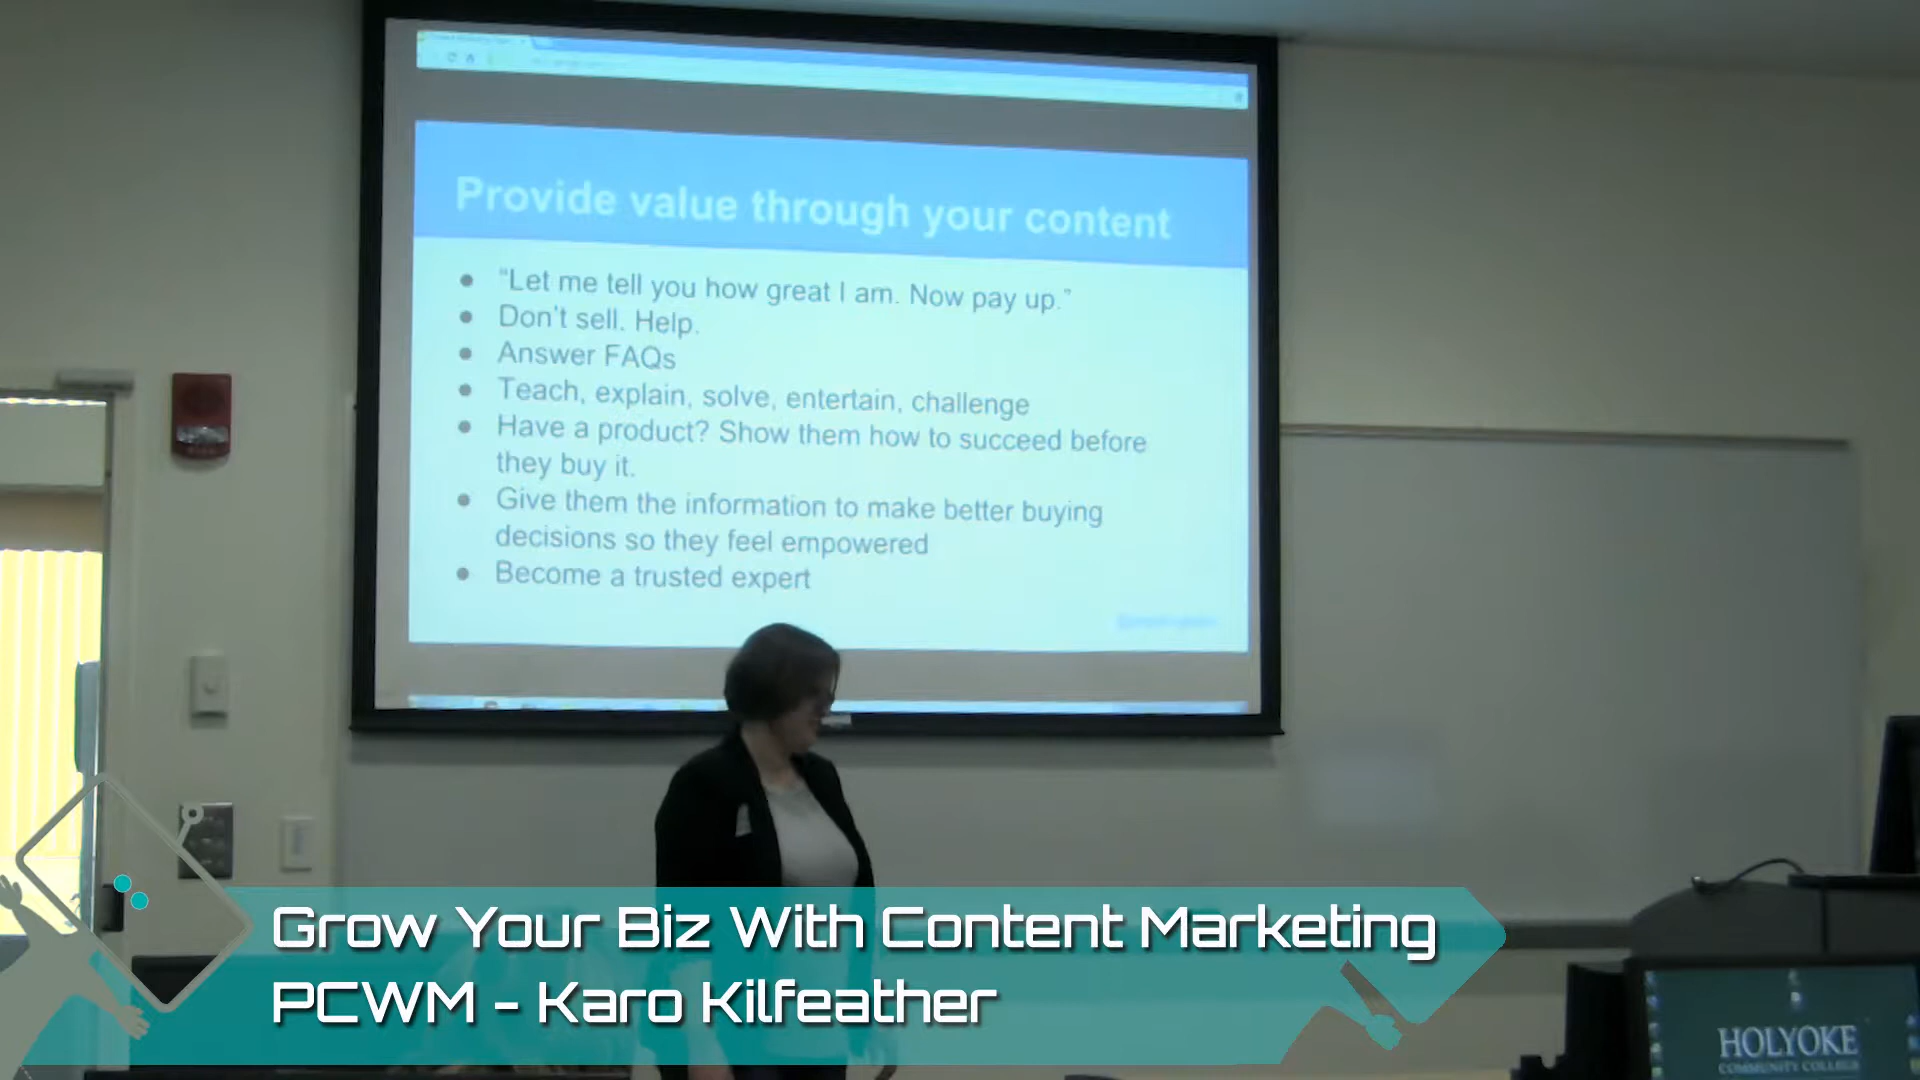 Provide value through your content
“Let me tell you how great I am. Now pay up.”
Don't sell. Help.
Answer FAQs
Teach, explain, solve, entertain, challenge
Have a product? Show them how to succeed before
they buy it.
Give them the information to make better buying
decisions so they feel empowered
Become a trusted expert
Grow Your Biz With Content Marketing
PCWM - Karo Kilfeather
HOLYOKE
COMMUNITY COLLEGE